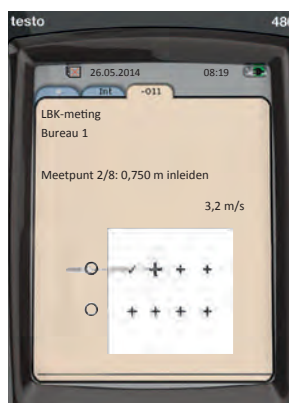 testo 480
26.05.2014 08:19
Int -011
LBK-meting
Bureau 1
Meetpunt 2/8: 0,750 m inleiden
3,2 m/s